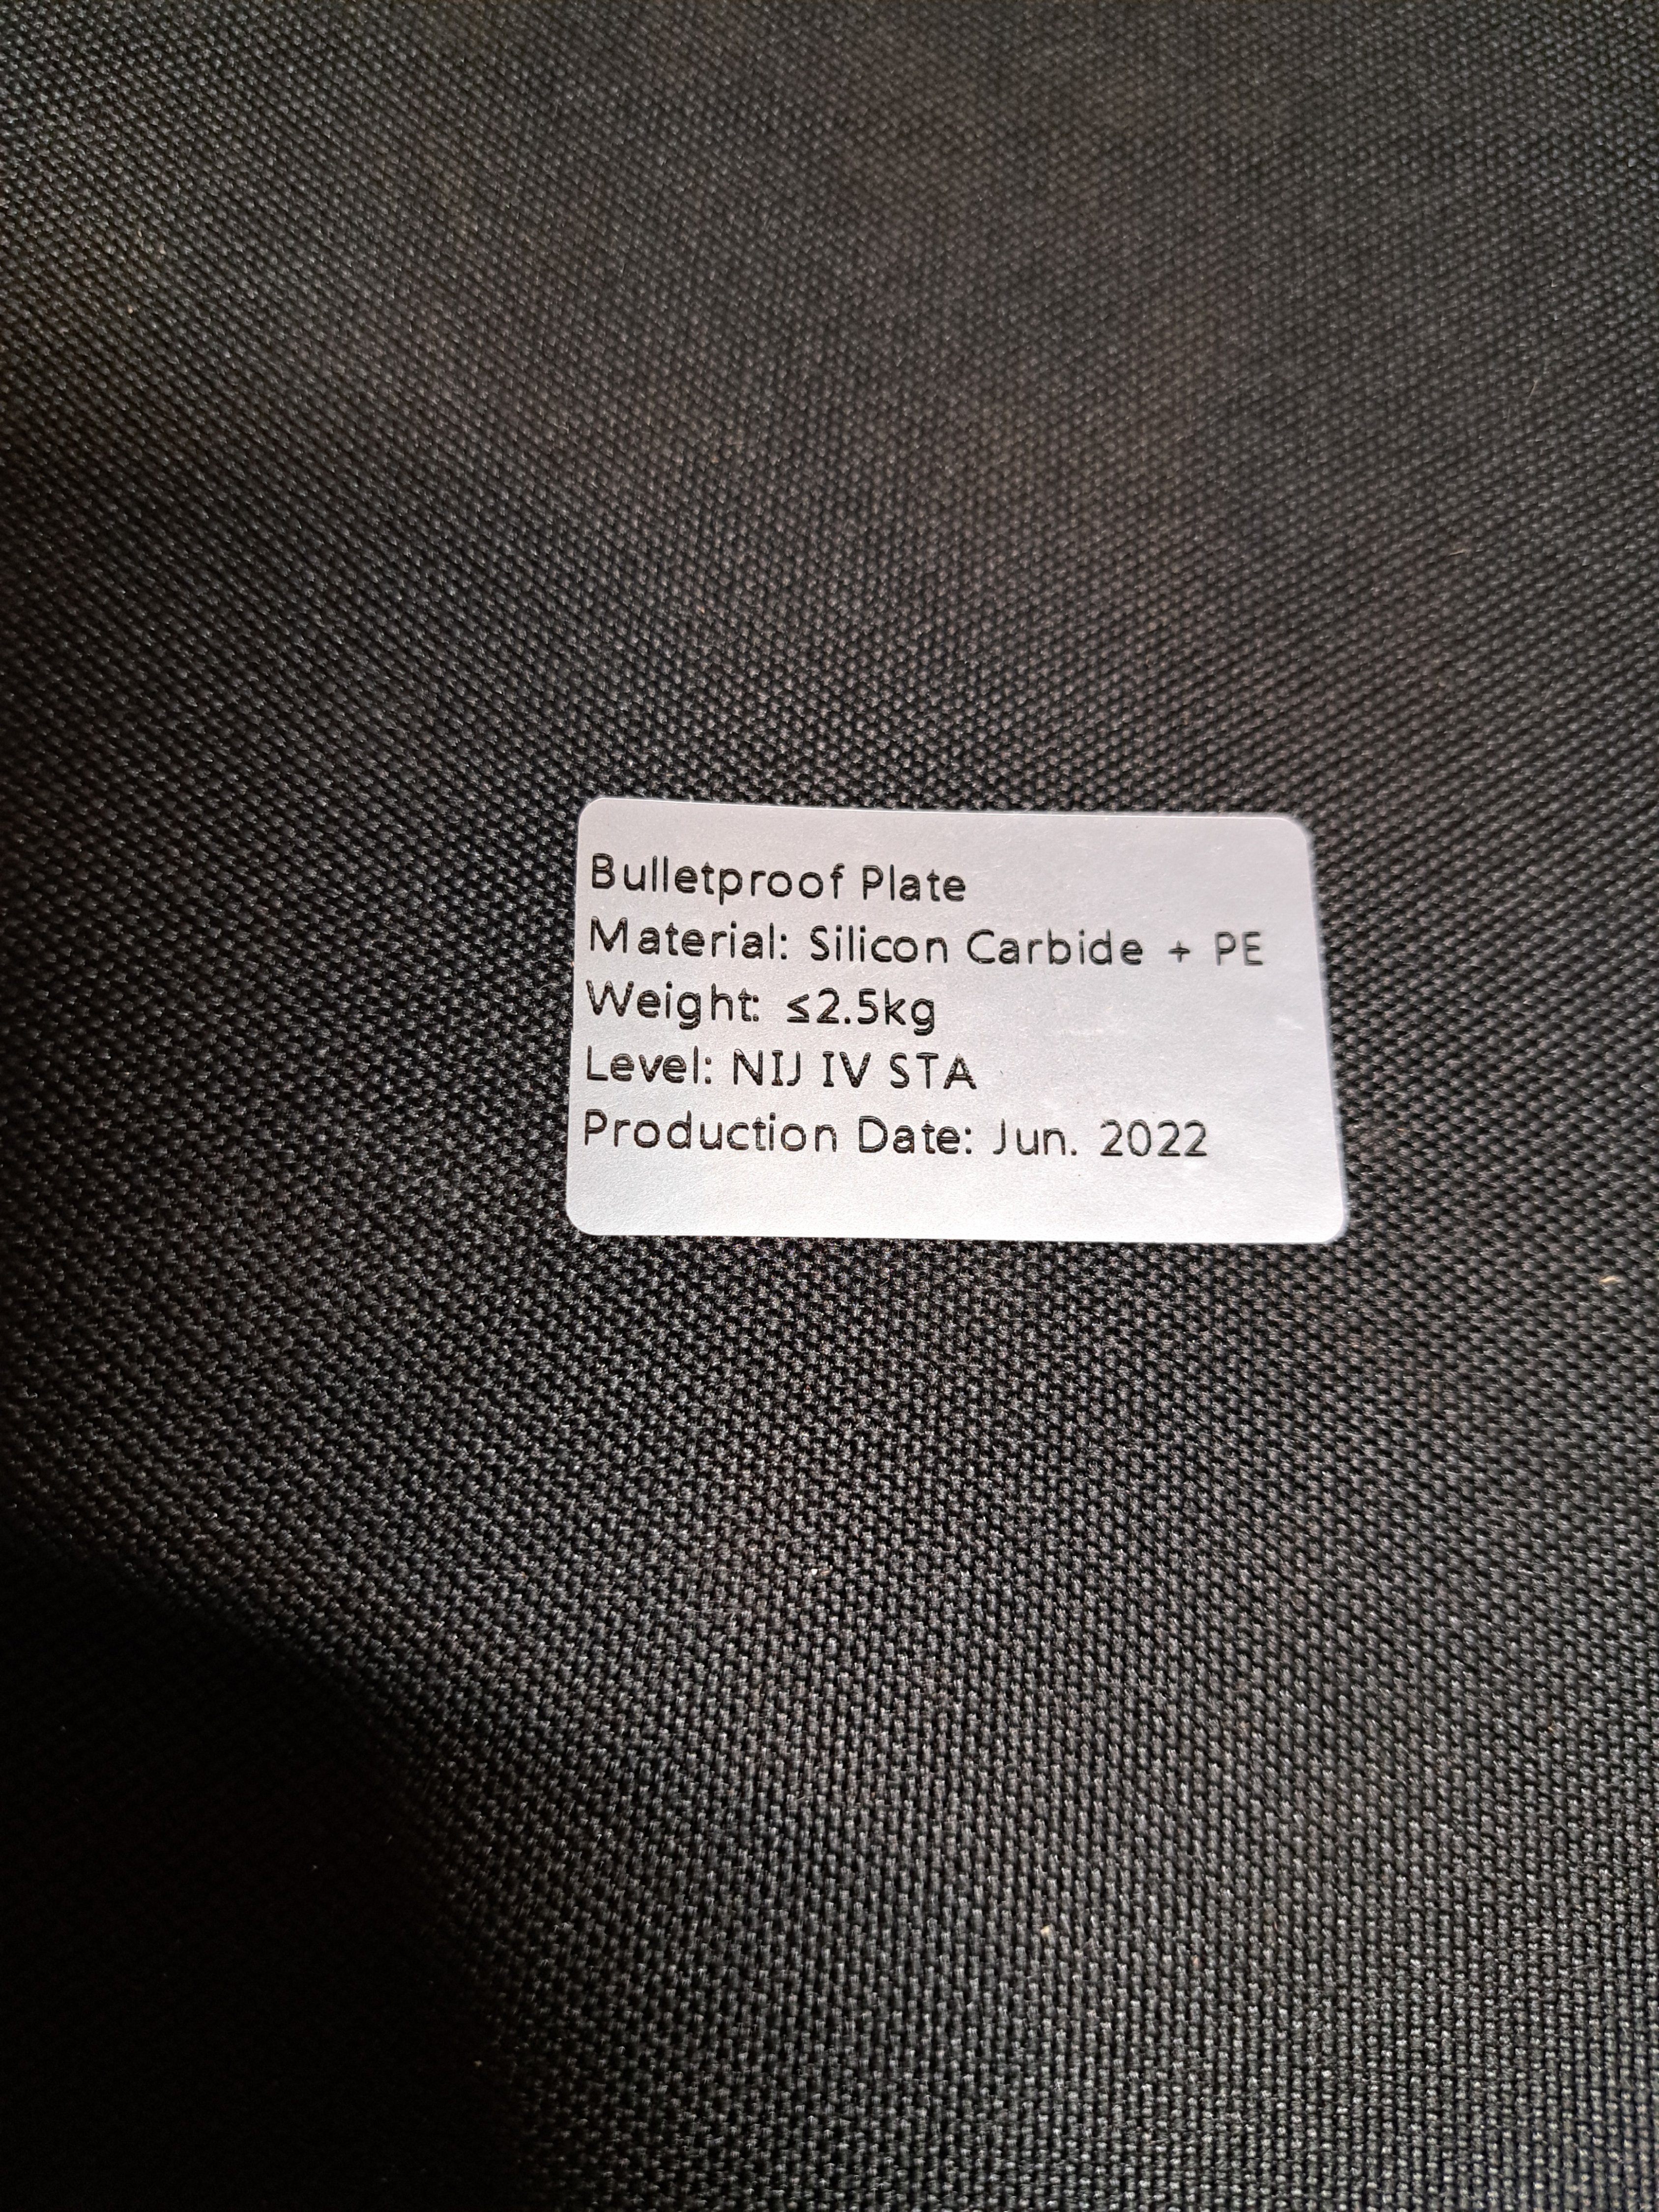 Bulletproof Plate
Material: Silicon Carbide + PE
Weight: ≤2.5kg
Level: NIJ IV STA
Production Date: Jun. 2022